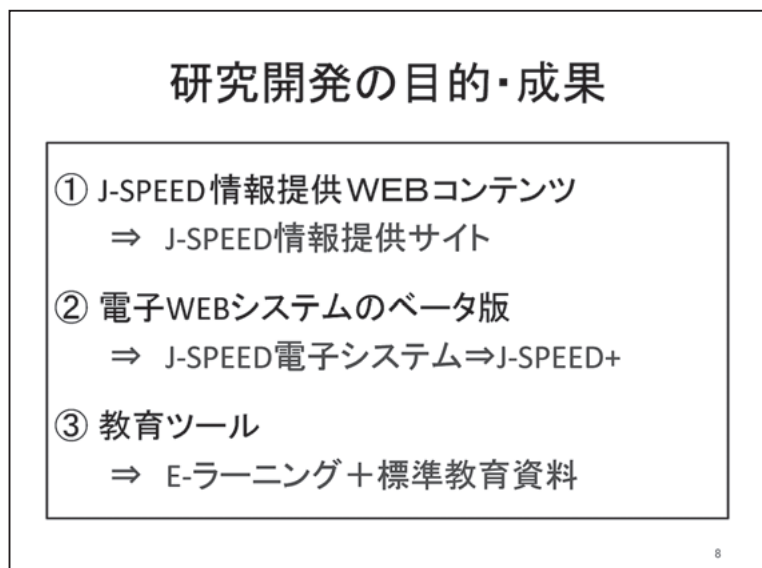 研究開発の目的・成果
① J-SPEED情報提供WEBコンテンツ
⇒ J-SPEED情報提供サイト
② 電子WEBシステムのベータ版
⇒ J-SPEED電子システム⇒J-SPEED+
③ 教育ツール
⇒ E-ラーニング＋標準教育資料
8